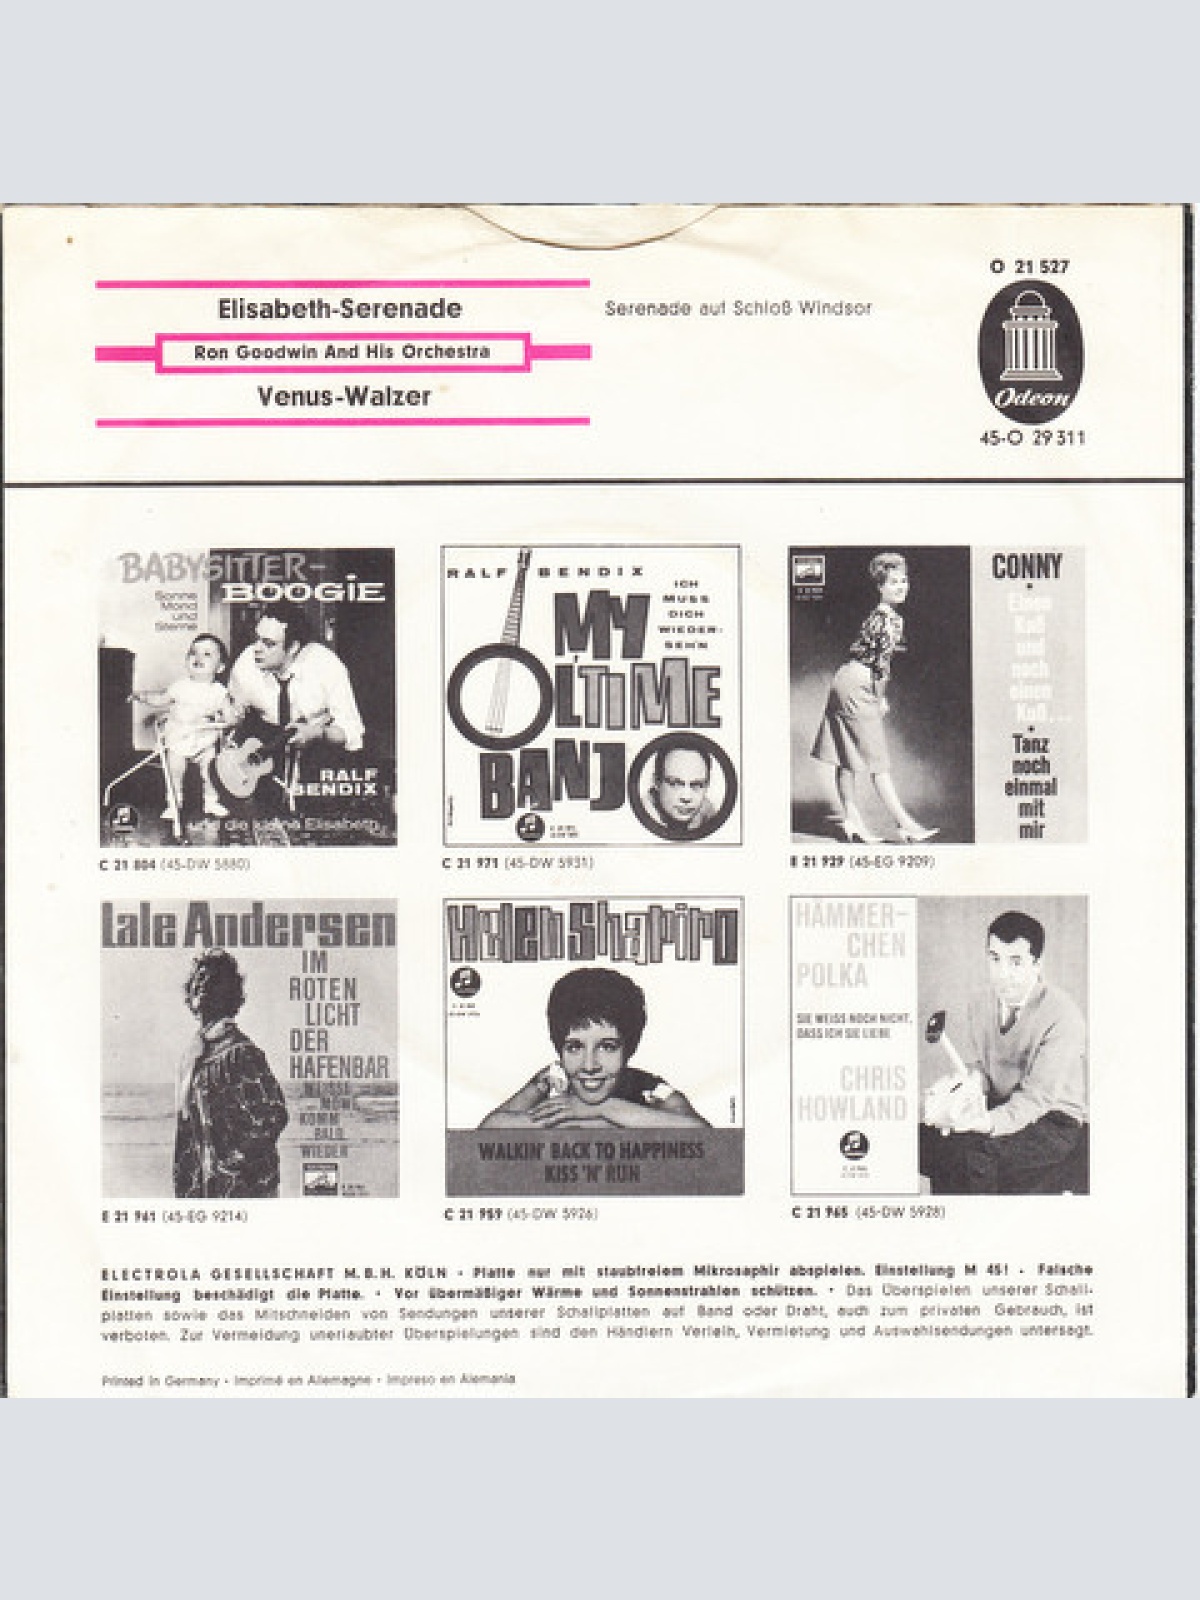 O 21 527
Elisabeth-Serenade
Serenade auf Schloß Windsor
Ron Goodwin And His Orchestra
Venus-Walzer
Odeon
45-O 29 311
BABYSITTER-
BOOGIE
Sonne
Mond
und
Sterne
RALF
BENDIX
und die kleine Elisabeth
C 21 804 (45-DW 5880)
RALF BENDIX
ICH
MUSS
DICH
WIEDER-
SEH'N
MY
OL'TIME
BANJO
C 21 971 (45-DW 5931)
CONNY
Einen
Kuß
und
noch
einen
Kuß...
Tanz
noch
einmal
mit
mir
E 21 929 (45-EG 9209)
Lale Andersen
IM
ROTEN
LICHT
DER
HAFENBAR
WEISSE
MÖWE
KOMM
BALD
WIEDER
E 21 961 (45-EG 9214)
Helen Shapiro
WALKIN' BACK TO HAPPINESS
KISS 'N' RUN
C 21 959 (45-DW 5926)
HÄMMER-
CHEN
POLKA
SIE WEISS NOCH NICHT,
DASS ICH SIE LIEBE
CHRIS
HOWLAND
C 21 965 (45-DW 5928)
ELECTROLA GESELLSCHAFT M.B.H. KÖLN • Platte nur mit staubfreiem Mikrosaphir abspielen. Einstellung M 45! • Falsche
Einstellung beschädigt die Platte. • Vor übermäßiger Wärme und Sonnenstrahlen schützen. • Das Überspielen unserer Schall-
platten sowie das Mitschneiden von Sendungen unserer Schallplatten auf Band oder Draht, auch zum privaten Gebrauch, ist
verboten. Zur Vermeidung unerlaubter Überspielungen sind den Händlern Verleih, Vermietung und Auswahlsendungen untersagt.
Printed in Germany • Imprimé en Allemagne • Impreso en Alemania